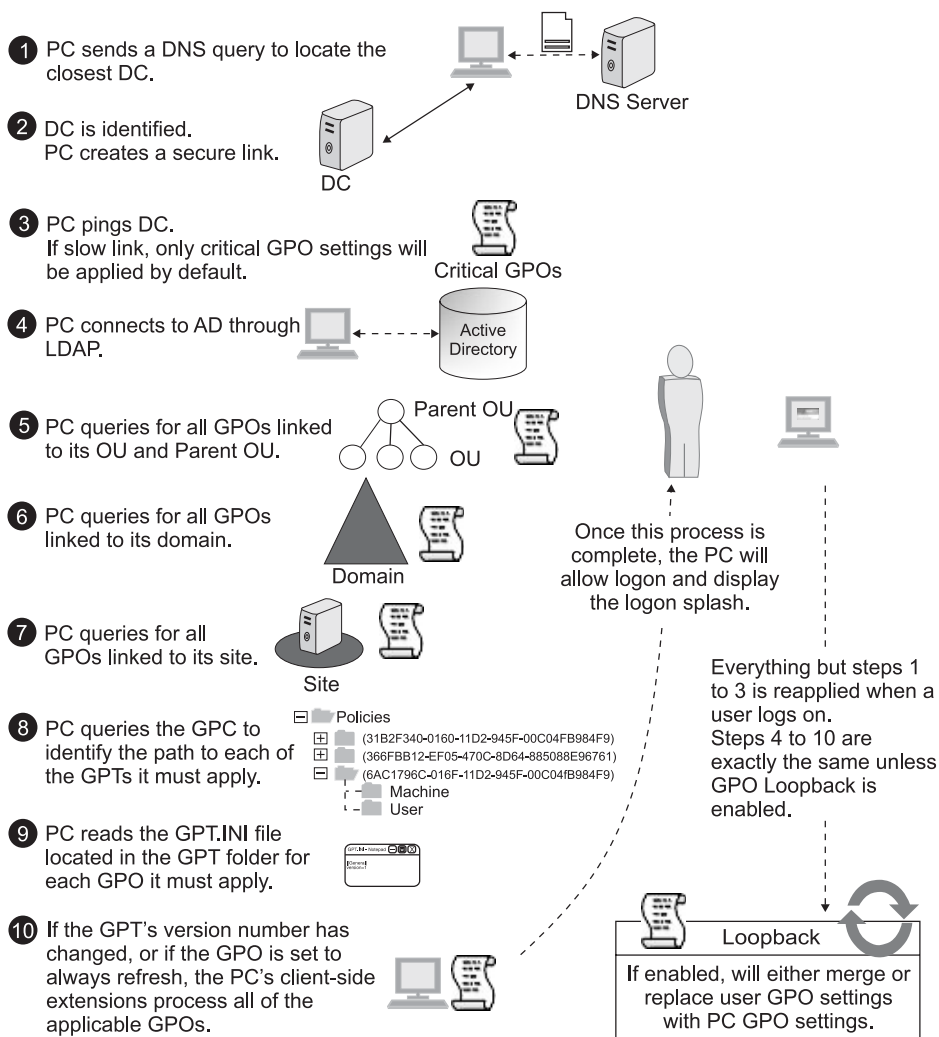 1 PC sends a DNS query to locate the
closest DC.
DNS Server
2 DC is identified.
PC creates a secure link.
DC
3 PC pings DC.
If slow link, only critical GPO settings will
be applied by default.
Critical GPOs
4 PC connects to AD through
LDAP.
Active
Directory
5 PC queries for all GPOs linked
to its OU and Parent OU.
Parent OU
OU
6 PC queries for all GPOs
linked to its domain.
Domain
7 PC queries for all
GPOs linked to its site.
Site
8 PC queries the GPC to
identify the path to each of
the GPTs it must apply.
Policies
(31B2F340-0160-11D2-945F-00C04FB984F9)
(366FBB12-EF05-470C-8D64-885088E96761)
(6AC1796C-016F-11D2-945F-00C04fB984F9)
Machine
User
9 PC reads the GPT.INI file
located in the GPT folder for
each GPO it must apply.
GPT.INI - Notepad
[General]
version=1
10 If the GPT's version number has
changed, or if the GPO is set to
always refresh, the PC's client-side
extensions process all of the
applicable GPOs.
Once this process is
complete, the PC will
allow logon and display
the logon splash.
Everything but steps 1
to 3 is reapplied when a
user logs on.
Steps 4 to 10 are
exactly the same unless
GPO Loopback is
enabled.
Loopback
If enabled, will either merge or
replace user GPO settings
with PC GPO settings.